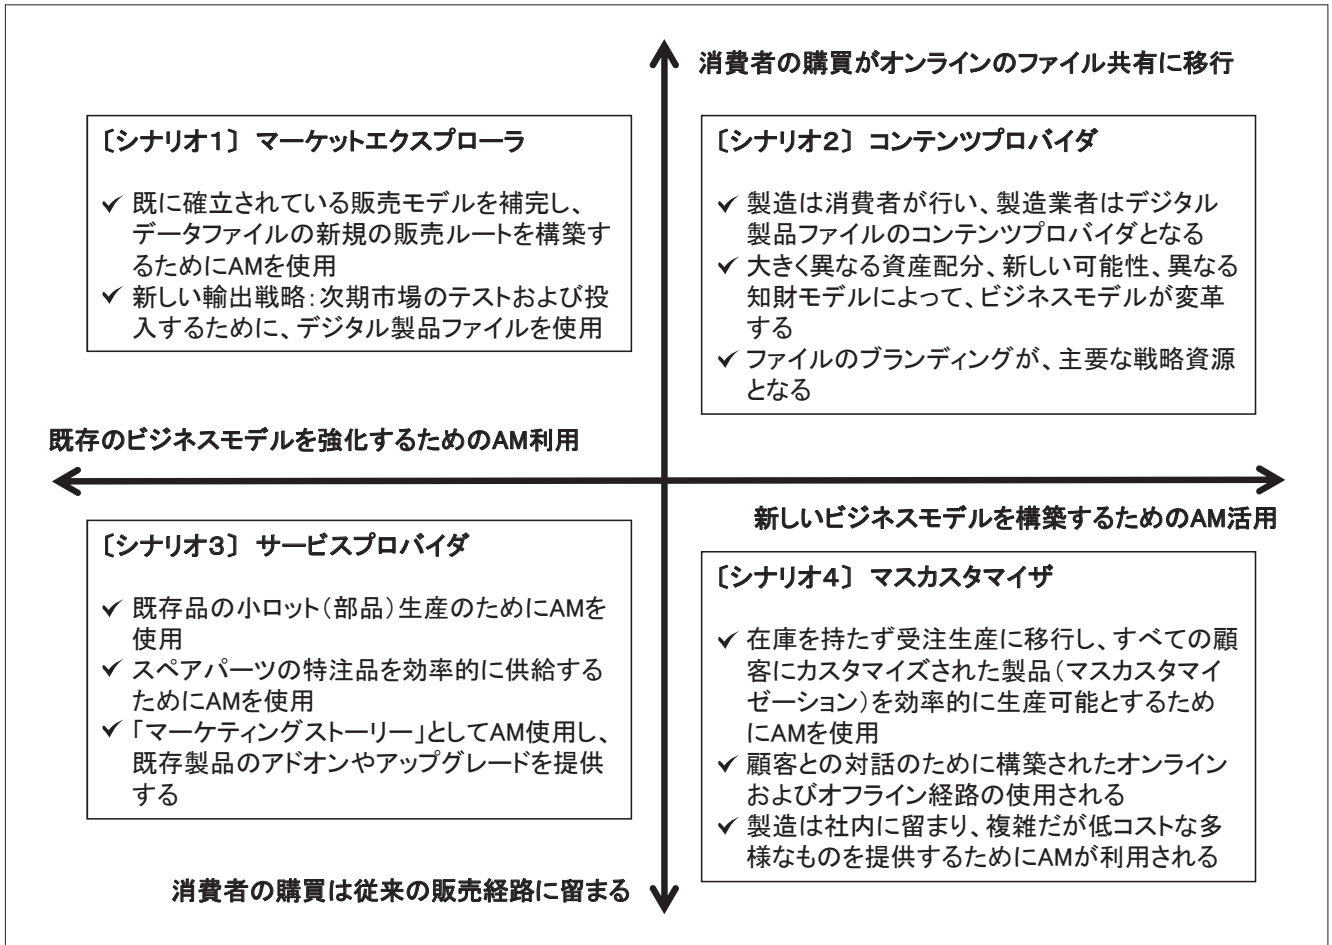 消費者の購買がオンラインのファイル共有に移行
〔シナリオ1〕 マーケットエクスプローラ
✓ 既に確立されている販売モデルを補完し、
データファイルの新規の販売ルートを構築す
るためにAMを使用
✓ 新しい輸出戦略:次期市場のテストおよび投
入するために、デジタル製品ファイルを使用
〔シナリオ2〕 コンテンツプロバイダ
✓ 製造は消費者が行い、製造業者はデジタル
製品ファイルのコンテンツプロバイダとなる
✓ 大きく異なる資産配分、新しい可能性、異なる
知財モデルによって、ビジネスモデルが変革
する
✓ ファイルのブランディングが、主要な戦略資源
となる
既存のビジネスモデルを強化するためのAM利用
新しいビジネスモデルを構築するためのAM活用
〔シナリオ3〕 サービスプロバイダ
✓ 既存品の小ロット(部品)生産のためにAMを
使用
✓ スペアパーツの特注品を効率的に供給する
ためにAMを使用
✓ 「マーケティングストーリー」としてAM使用し、
既存製品のアドオンやアップグレードを提供
する
〔シナリオ4〕 マスカスタマイザ
✓ 在庫を持たず受注生産に移行し、すべての顧
客にカスタマイズされた製品(マスカスタマイ
ゼーション)を効率的に生産可能とするため
にAMを使用
✓ 顧客との対話のために構築されたオンライン
およびオフライン経路の使用される
✓ 製造は社内に留まり、複雑だが低コストな多
様なものを提供するためにAMが利用される
消費者の購買は従来の販売経路に留まる